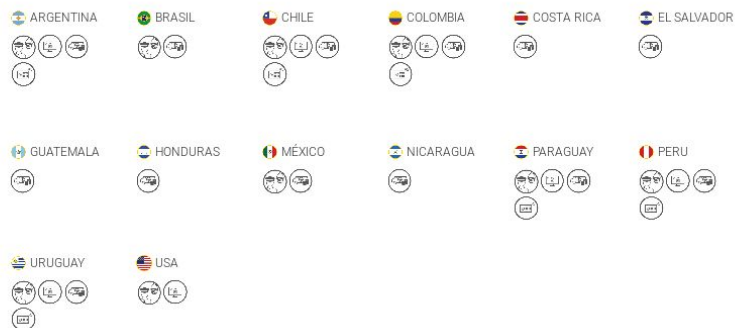 ARGENTINA
BRASIL
CHILE
COLOMBIA
COSTA RICA
EL SALVADOR
GUATEMALA
HONDURAS
MÉXICO
NICARAGUA
PARAGUAY
PERU
URUGUAY
USA